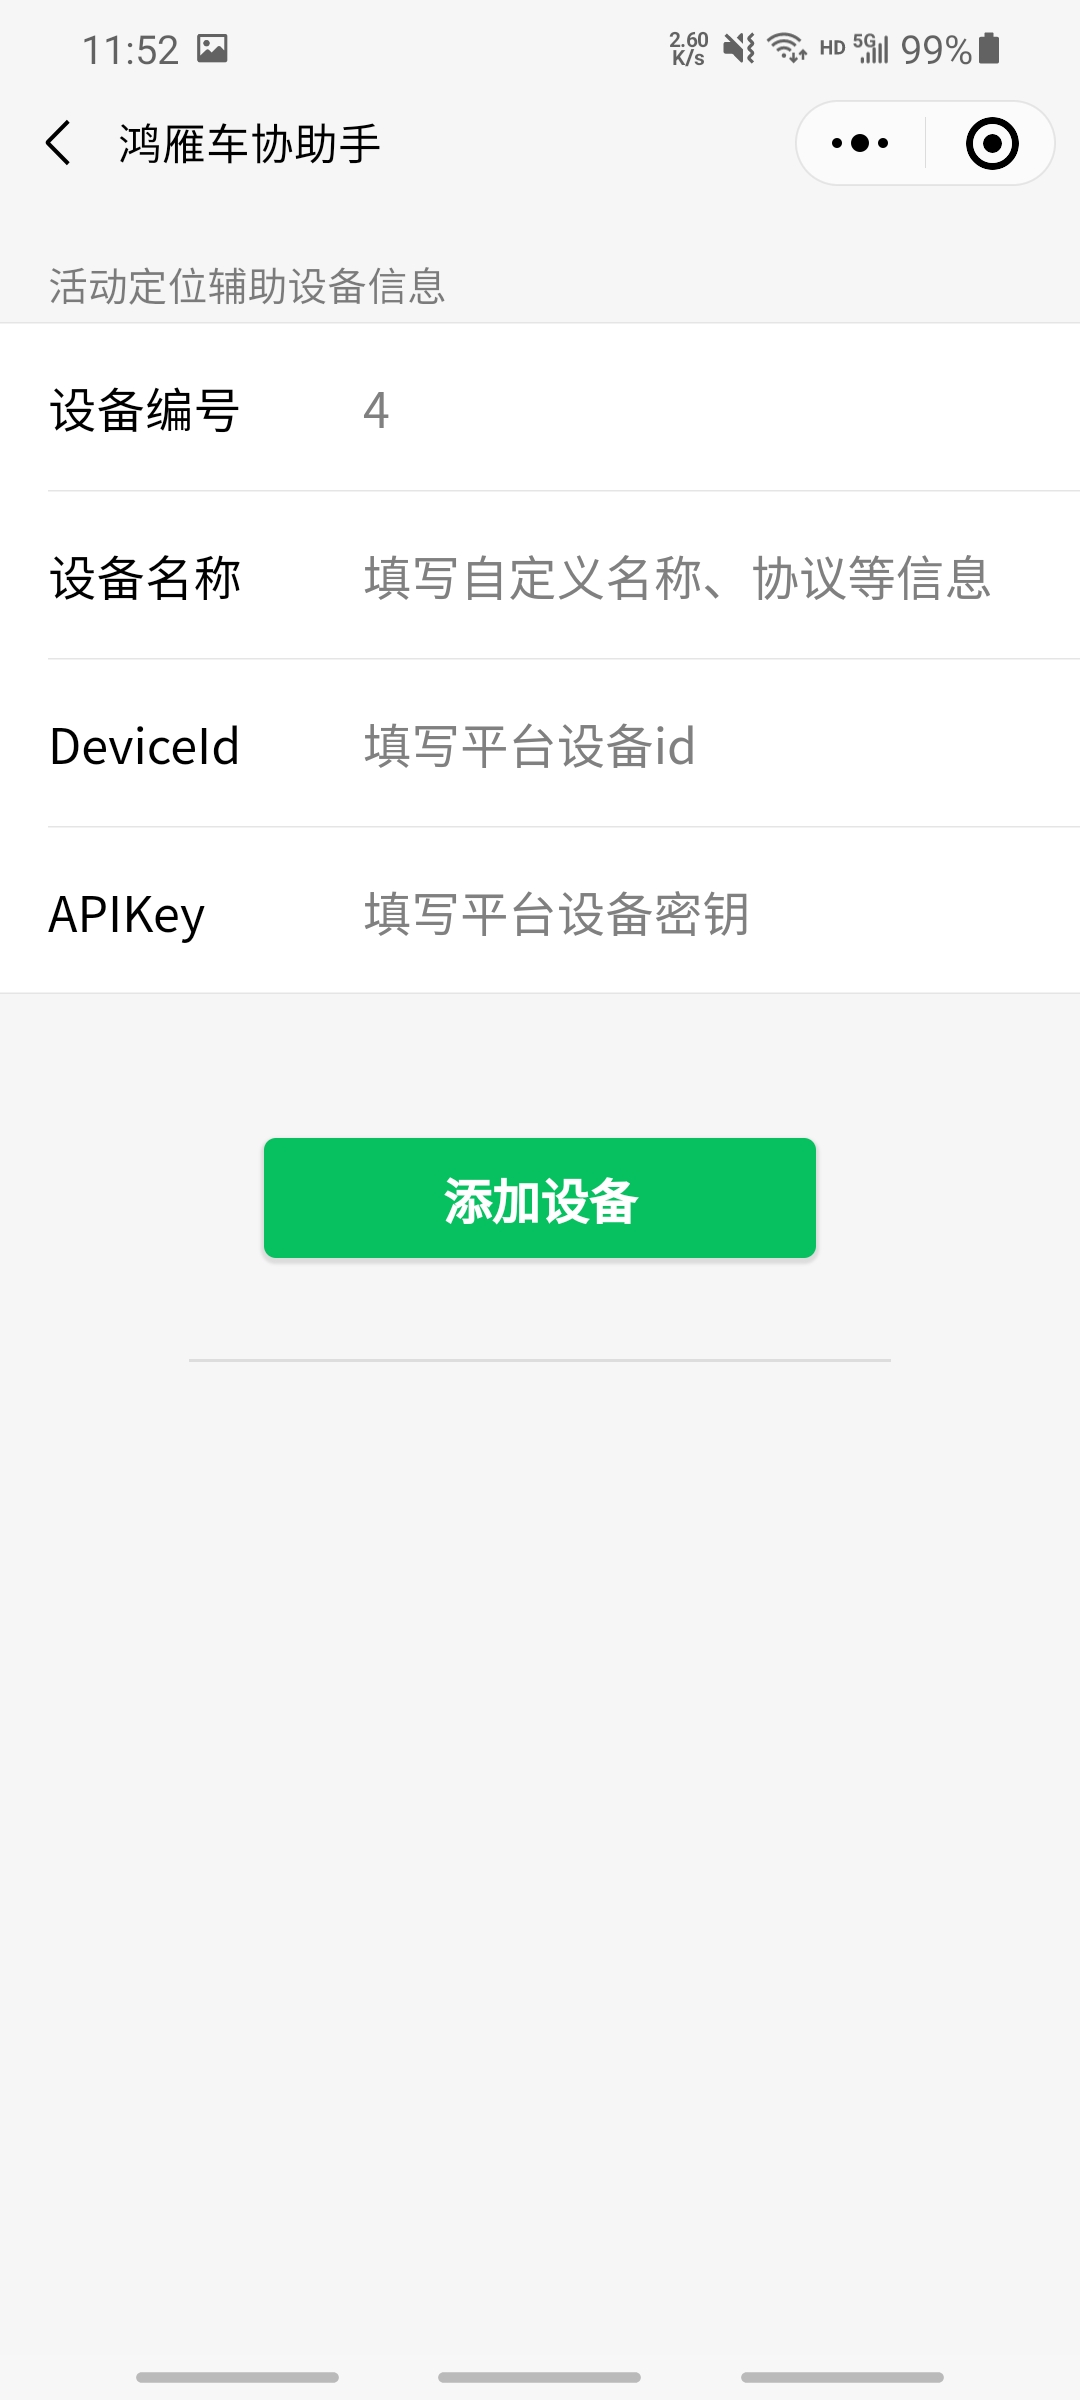 11:52 2.60 K/s HD 5G 99%
鸿雁车协助手
活动定位辅助设备信息
设备编号 4
设备名称 填写自定义名称、协议等信息
DeviceId 填写平台设备id
APIKey 填写平台设备密钥
添加设备